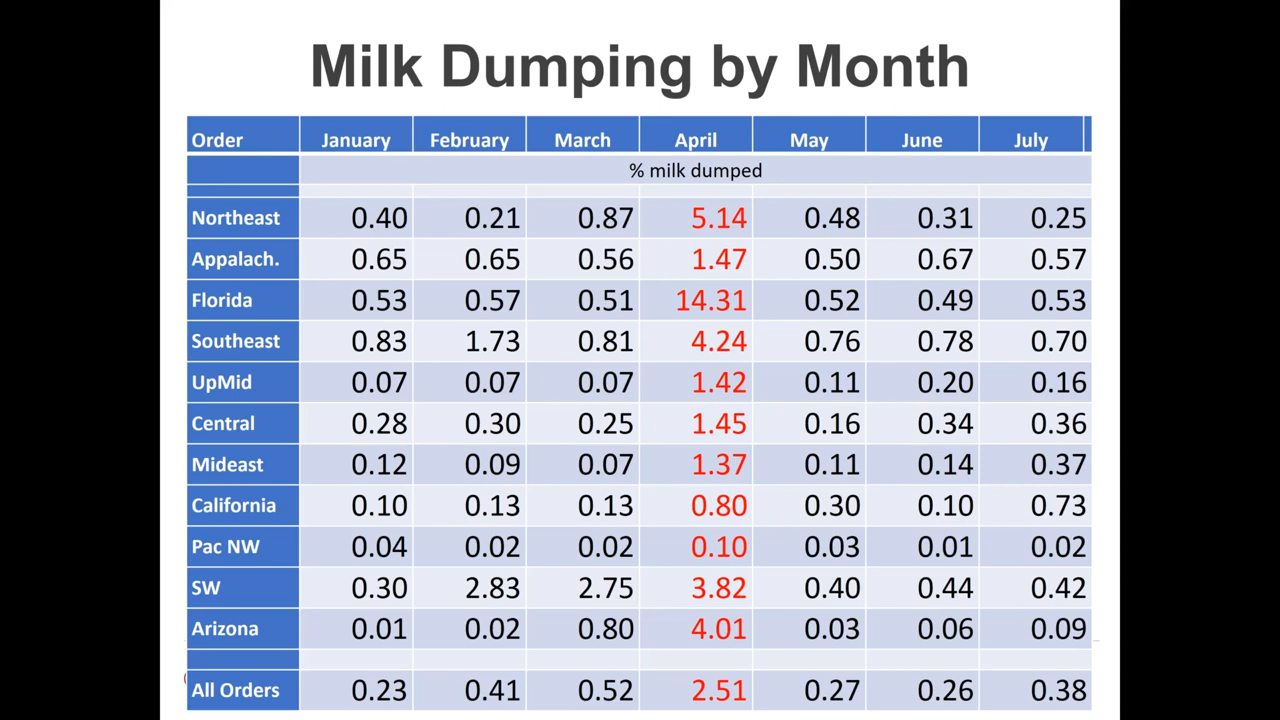 Milk Dumping by Month
Order January February March April May June July
% milk dumped
Northeast 0.40 0.21 0.87 5.14 0.48 0.31 0.25
Appalach. 0.65 0.65 0.56 1.47 0.50 0.67 0.57
Florida 0.53 0.57 0.51 14.31 0.52 0.49 0.53
Southeast 0.83 1.73 0.81 4.24 0.76 0.78 0.70
UpMid 0.07 0.07 0.07 1.42 0.11 0.20 0.16
Central 0.28 0.30 0.25 1.45 0.16 0.34 0.36
Mideast 0.12 0.09 0.07 1.37 0.11 0.14 0.37
California 0.10 0.13 0.13 0.80 0.30 0.10 0.73
Pac NW 0.04 0.02 0.02 0.10 0.03 0.01 0.02
SW 0.30 2.83 2.75 3.82 0.40 0.44 0.42
Arizona 0.01 0.02 0.80 4.01 0.03 0.06 0.09
All Orders 0.23 0.41 0.52 2.51 0.27 0.26 0.38